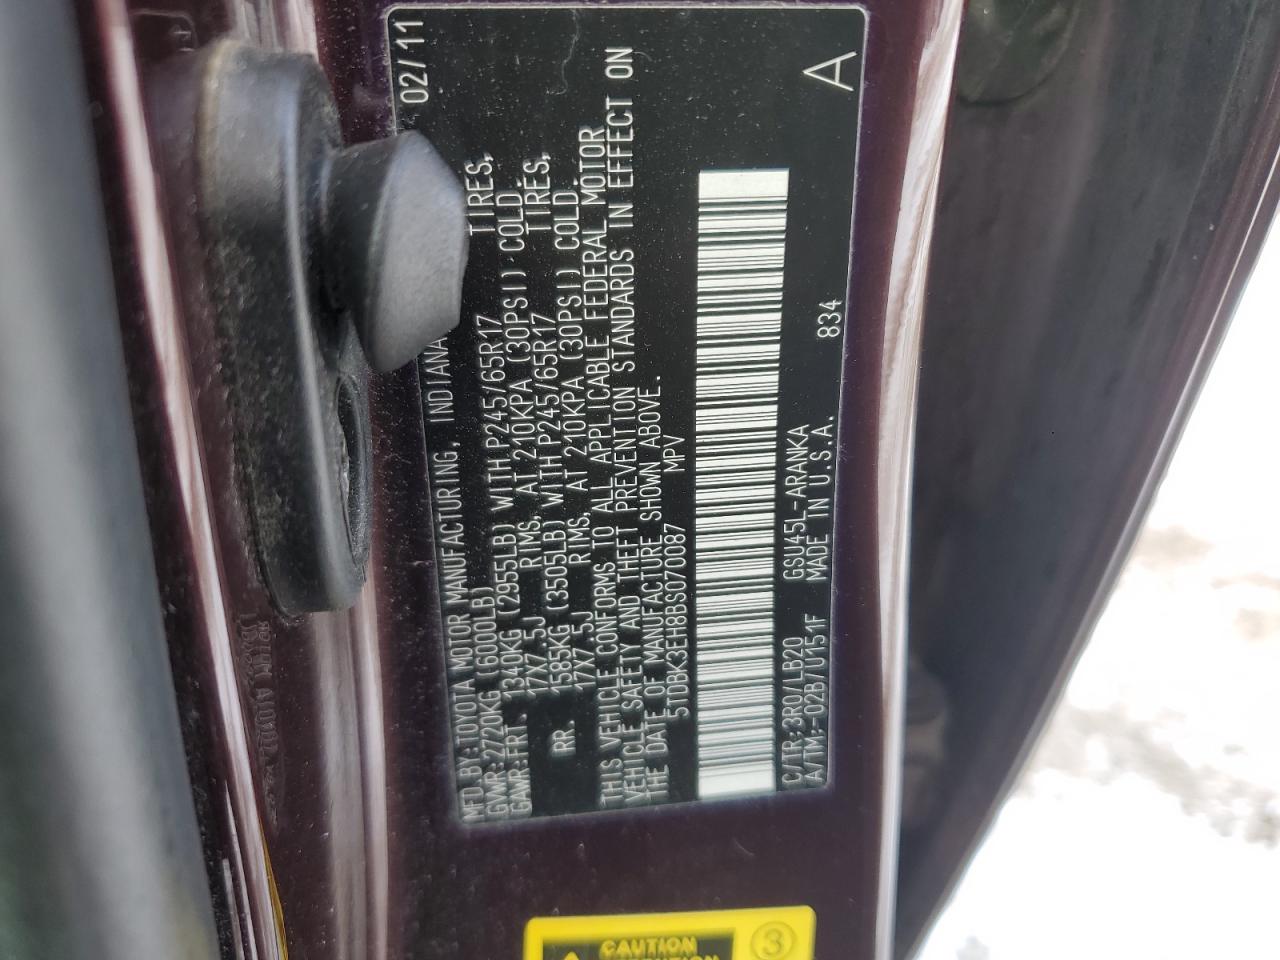 MFD.BY:TOYOTA MOTOR MANUFACTURING, INDIANA 02/11
GVWR:2720KG (6000LB)
GAWR:FRT. 1340KG (2955LB) WITH P245/65R17 TIRES,
17X7.5J RIMS, AT 210KPA (30PSI) COLD.
RR. 1585KG (3505LB) WITH P245/65R17 TIRES,
17X7.5J RIMS, AT 210KPA (30PSI) COLD.
THIS VEHICLE CONFORMS TO ALL APPLICABLE FEDERAL MOTOR
VEHICLE SAFETY AND THEFT PREVENTION STANDARDS IN EFFECT ON
THE DATE OF MANUFACTURE SHOWN ABOVE.
5TDBK3EH8BS070087 MPV
C/TR:3R0/LB20 GSU45L-ARANKA
A/TM:-02B/U151F MADE IN U.S.A. 834 A
CAUTION
3